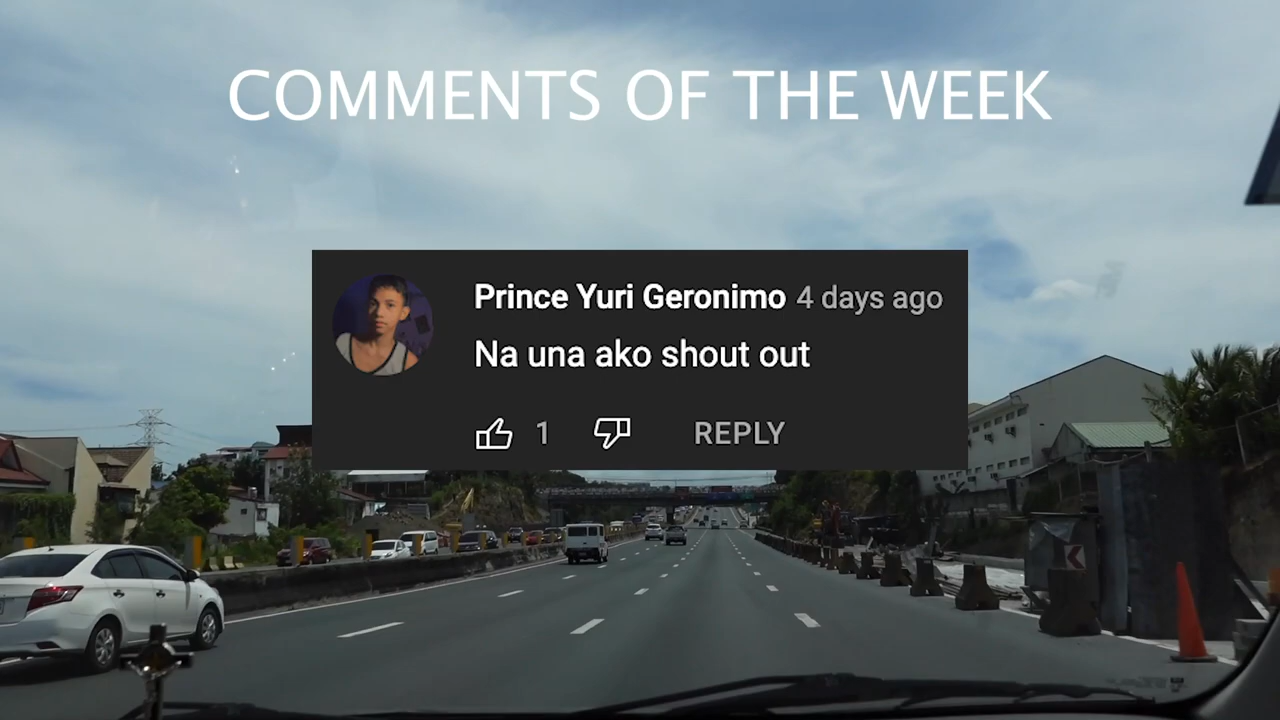 COMMENTS OF THE WEEK
Prince Yuri Geronimo 4 days ago
Na una ako shout out
1 REPLY